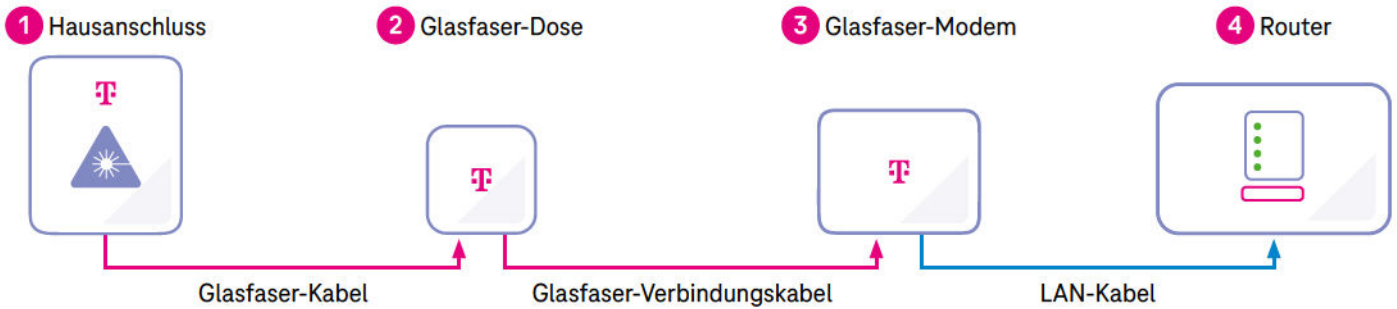 1 Hausanschluss
2 Glasfaser-Dose
3 Glasfaser-Modem
4 Router
T
T
T
Glasfaser-Kabel
Glasfaser-Verbindungskabel
LAN-Kabel